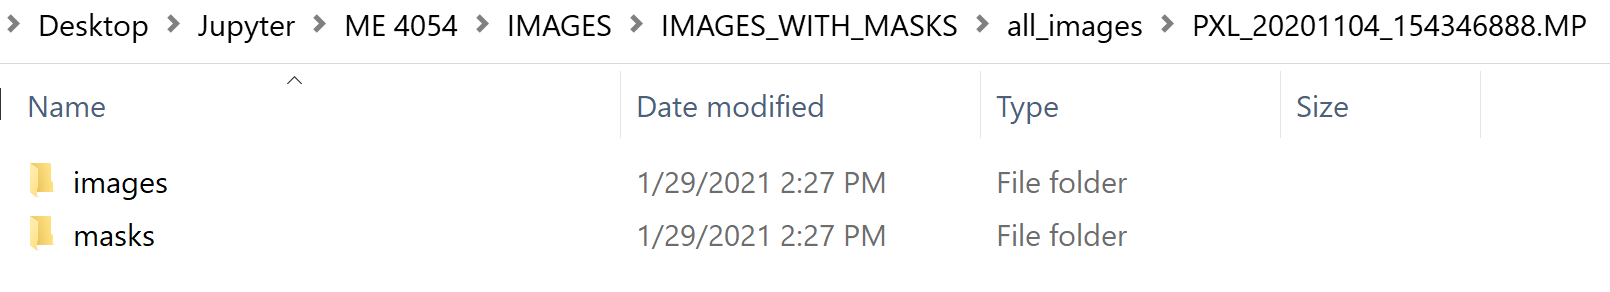 Desktop > Jupyter > ME 4054 > IMAGES > IMAGES_WITH_MASKS > all_images > PXL_20201104_154346888.MP
Name Date modified Type Size
images 1/29/2021 2:27 PM File folder
masks 1/29/2021 2:27 PM File folder